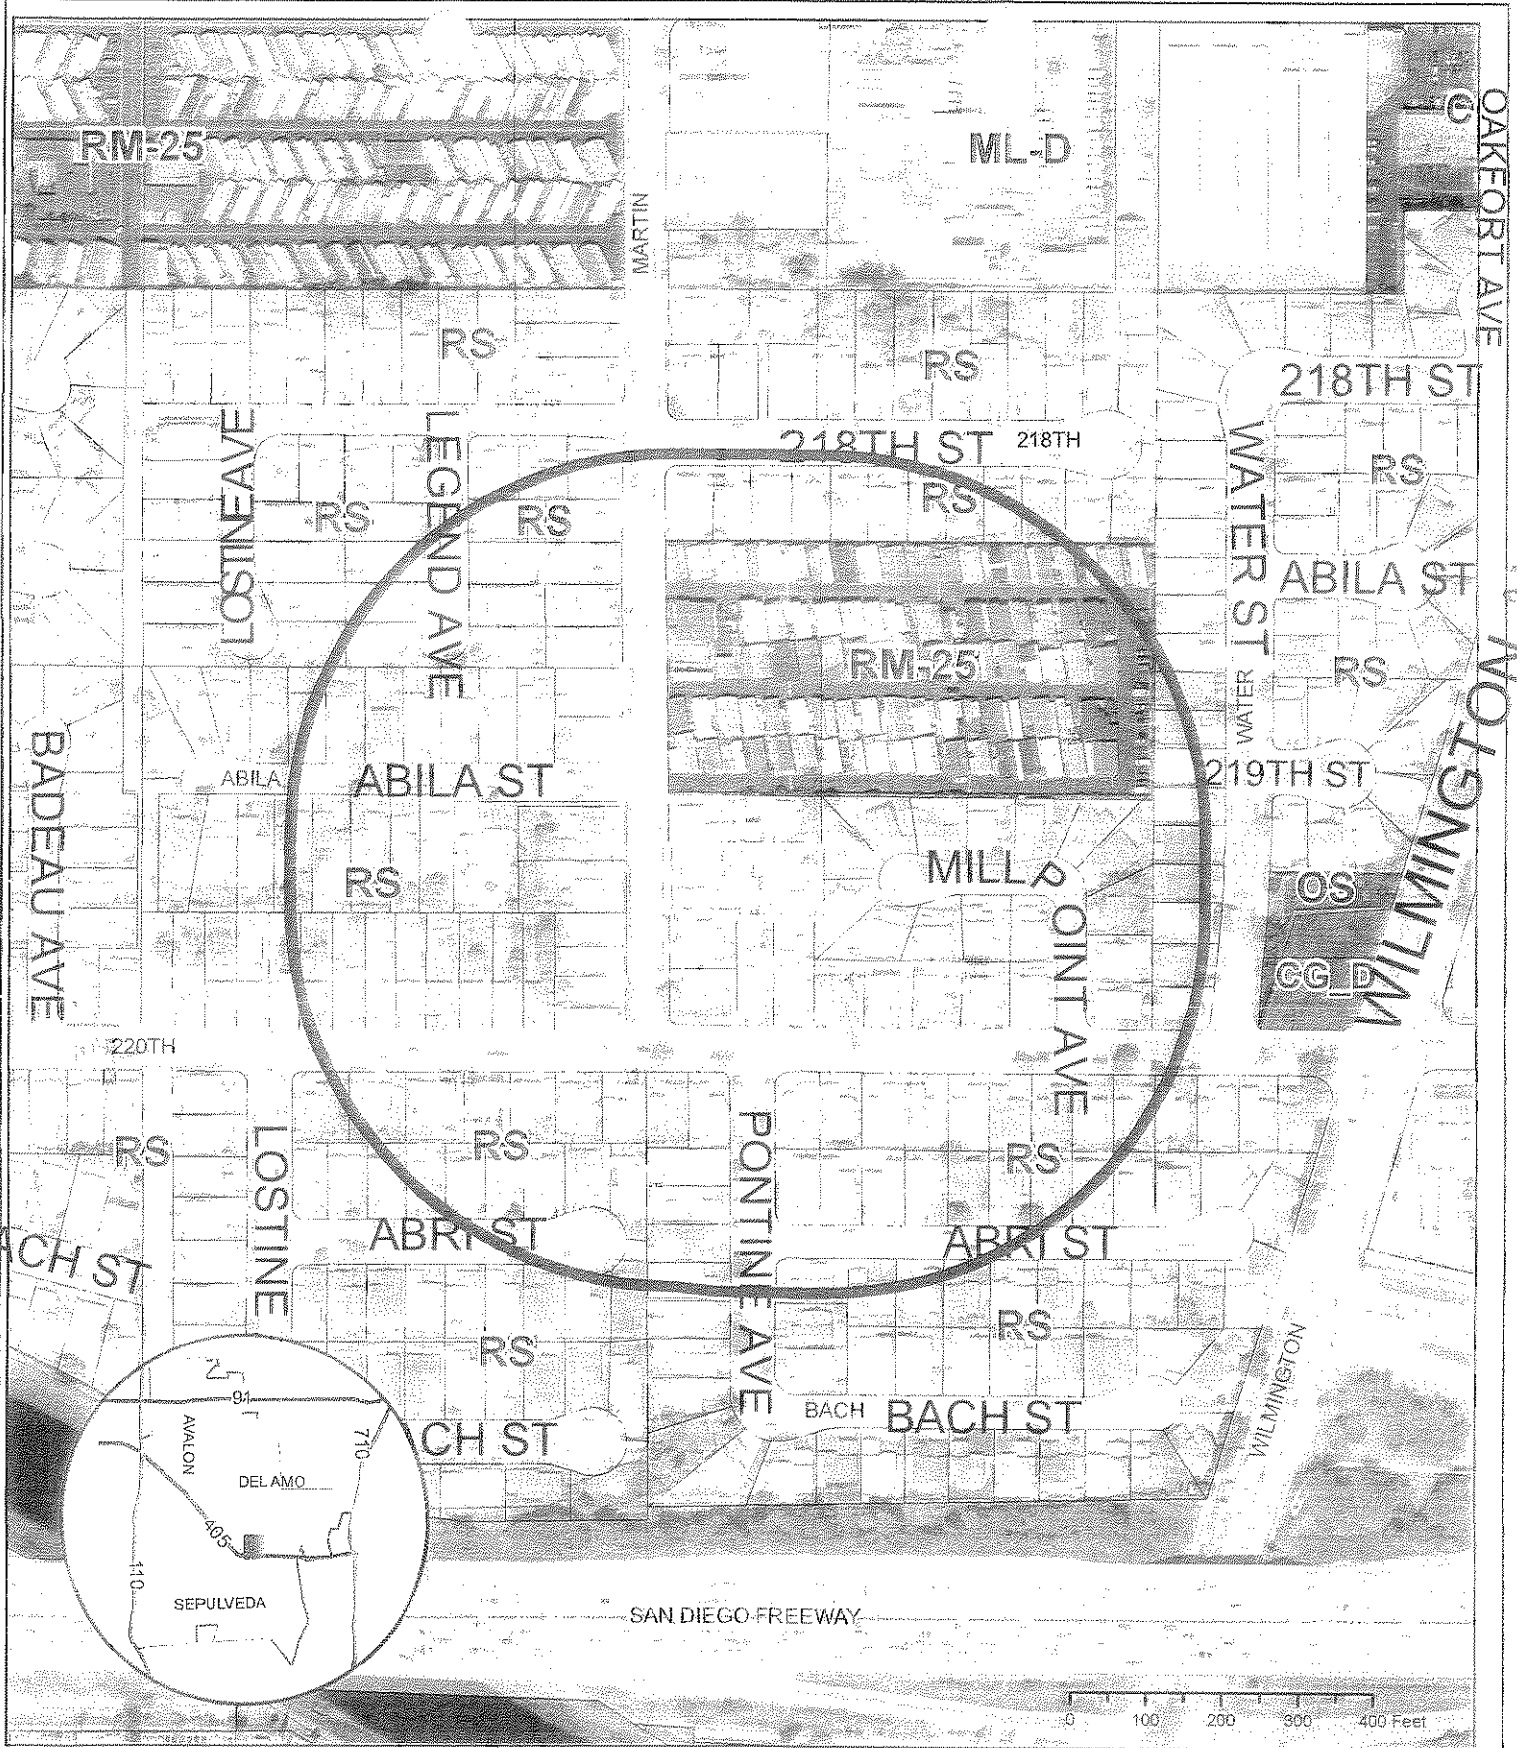 RM-25
ML-D
C
OAKFORT AVE
MARTIN
RS
RS
218TH ST
218TH ST
218TH
LOSTINE AVE
LEGEND AVE
WATER ST
RS
RS
RS
RS
ABILA ST
RM-25
RS
WATER
WILMINGTON
BADEAU AVE
ABILA
ABILA ST
219TH ST
RS
MILL POINT AVE
OS
CG_D
220TH
RS
LOSTINE
RS
PONTINE AVE
RS
ABRI ST
ABRI ST
ACH ST
RS
RS
WILMINGTON
BACH
BACH ST
ACH ST
91
AVALON
710
DEL AMO
405
110
SEPULVEDA
SAN DIEGO FREEWAY
0 100 200 300 400 Feet